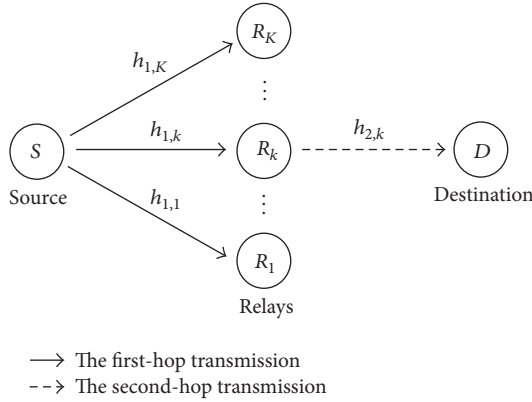 R_K
h_{1,K}
⋮
h_{1,k}
h_{2,k}
S
R_k
D
Source
Destination
h_{1,1}
⋮
R_1
Relays
The first-hop transmission
The second-hop transmission